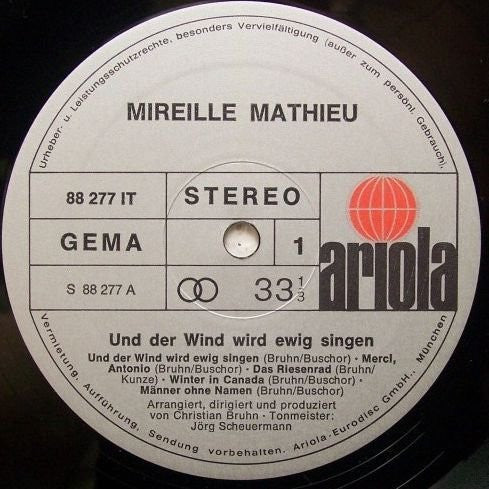 Urheber- u. Leistungsschutzrechte, besonders Vervielfältigung (außer zum persönl. Gebrauch),
MIREILLE MATHIEU
88 277 IT
STEREO
GEMA
1
ariola
S 88 277 A
33 1/3
Und der Wind wird ewig singen
Und der Wind wird ewig singen (Bruhn/Buschor) · Merci,
Antonio (Bruhn/Buschor) · Das Riesenrad (Bruhn/
Kunze) · Winter in Canada (Bruhn/Buschor) ·
Männer ohne Namen (Bruhn/Buschor)
Arrangiert, dirigiert und produziert
von Christian Bruhn · Tonmeister:
Jörg Scheuermann
Vermietung, Aufführung, Sendung vorbehalten. Ariola-Eurodisc GmbH., München